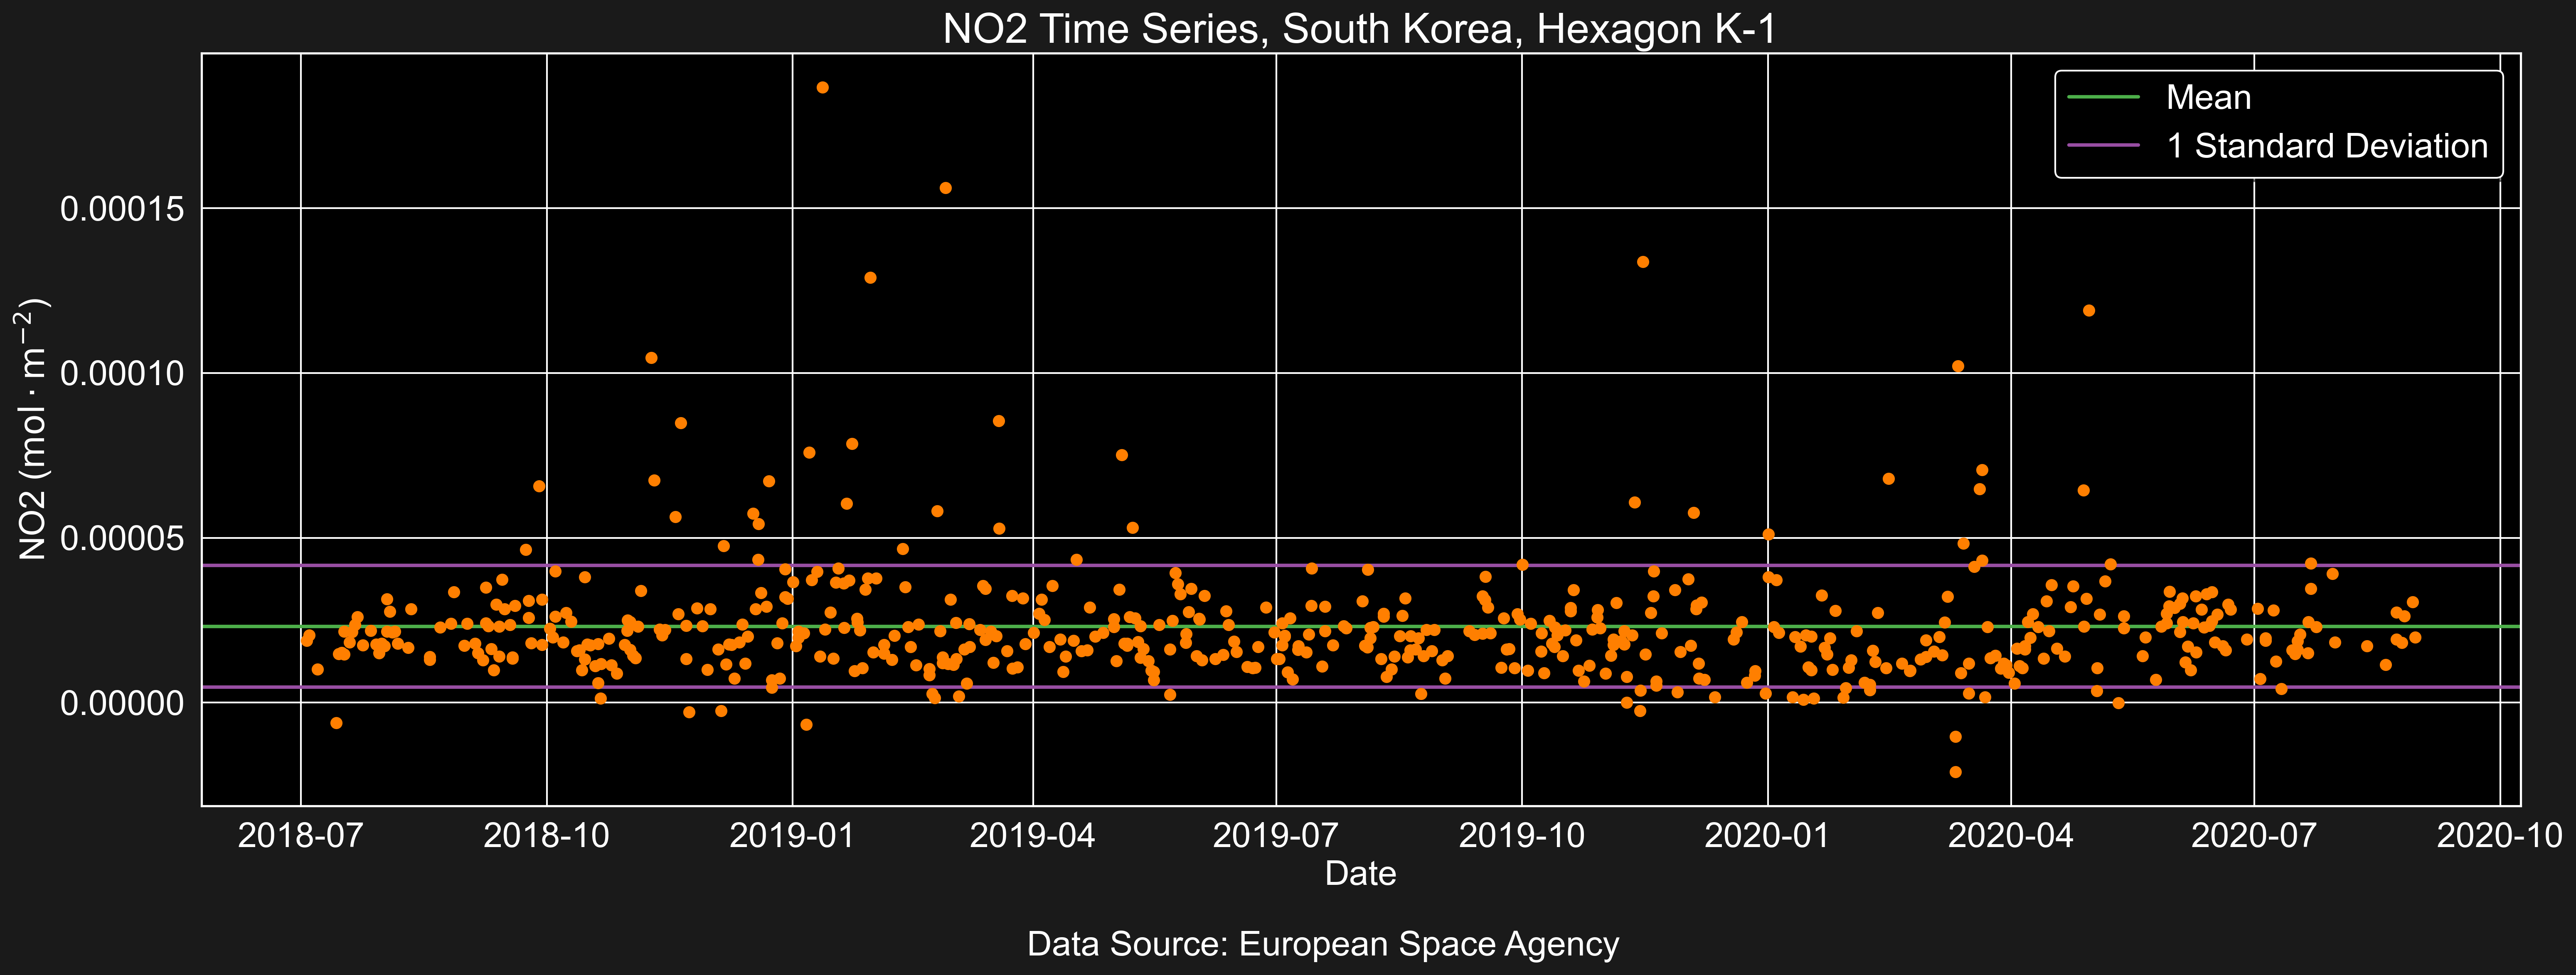 NO2 Time Series, South Korea, Hexagon K-1
Mean
1 Standard Deviation
NO2 (mol · m⁻²)
0.00015
0.00010
0.00005
0.00000
2018-07 2018-10 2019-01 2019-04 2019-07 2019-10 2020-01 2020-04 2020-07 2020-10
Date
Data Source: European Space Agency